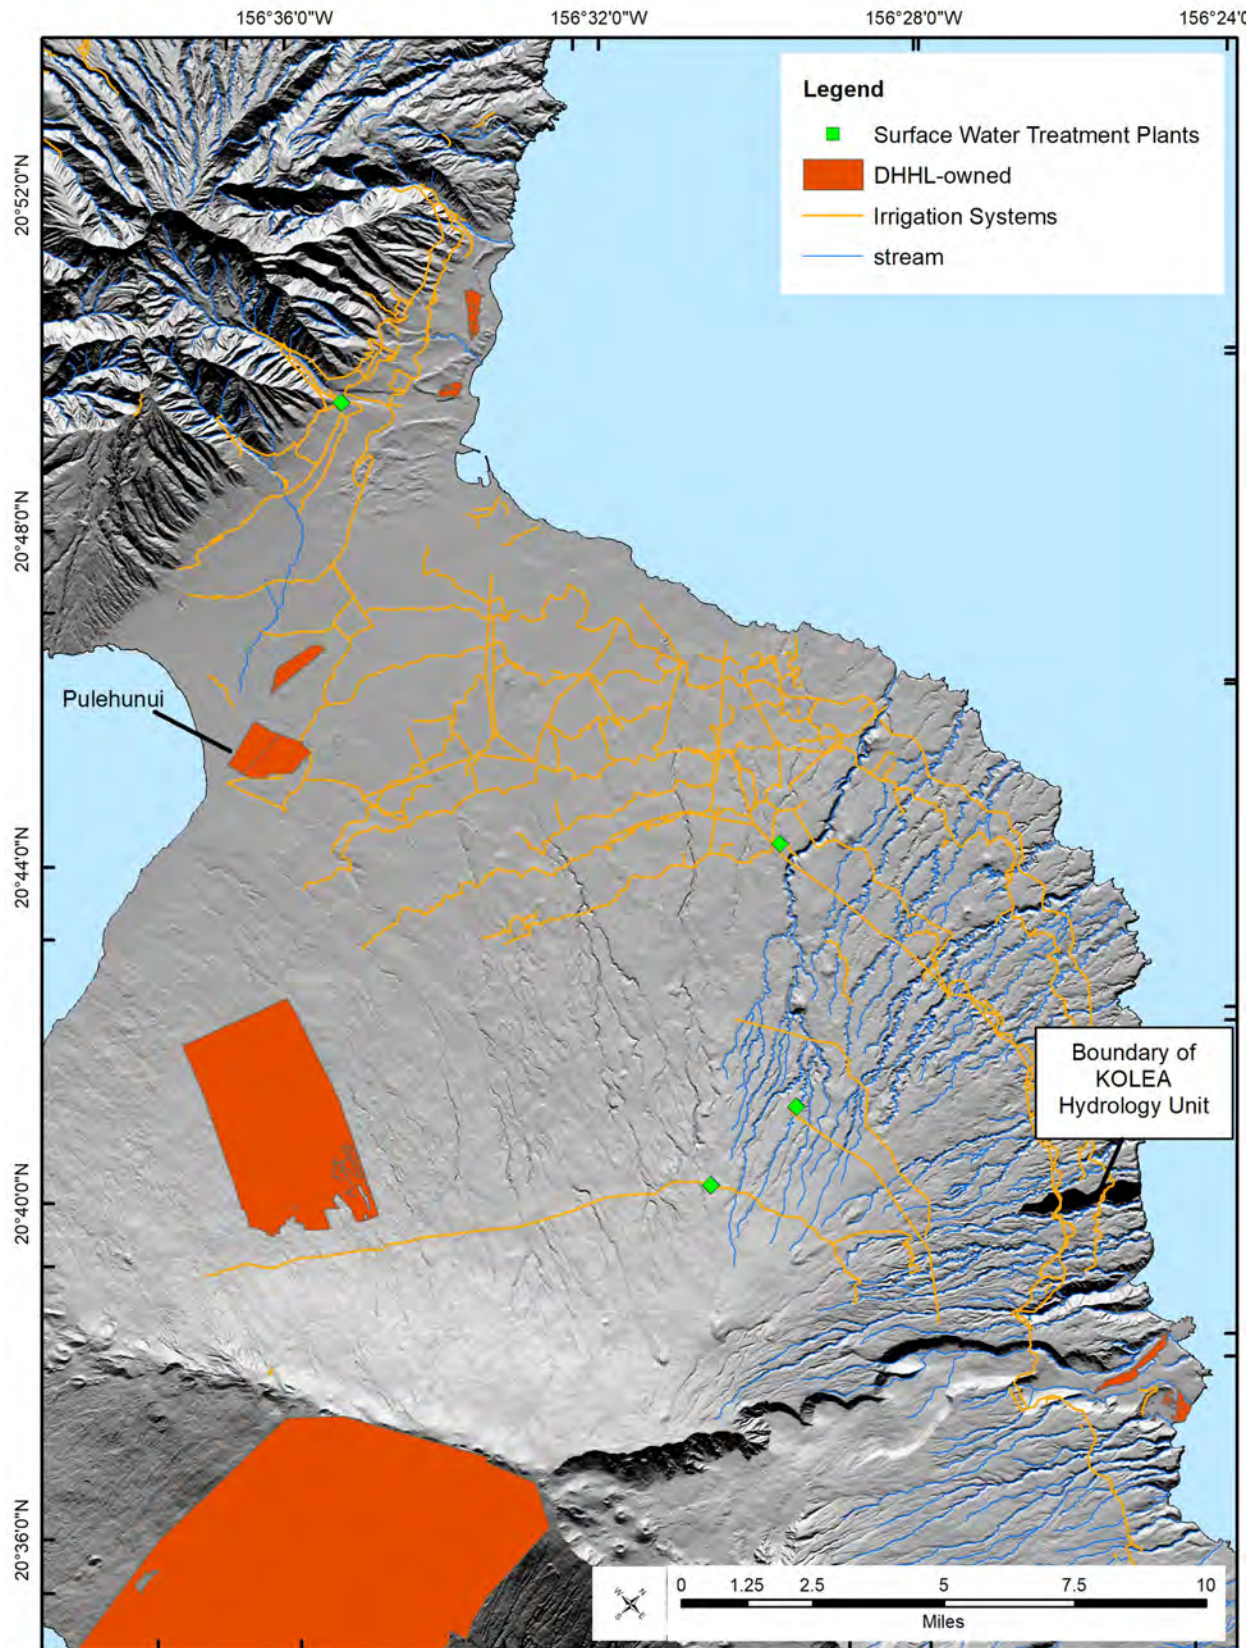 156°36'0"W
156°32'0"W
156°28'0"W
156°24'0
Legend
Surface Water Treatment Plants
DHHL-owned
Irrigation Systems
stream
20°52'0"N
20°48'0"N
Pulehunui
20°44'0"N
Boundary of
KOLEA
Hydrology Unit
20°40'0"N
20°36'0"N
N
E
S
W
0 1.25 2.5 5 7.5 10
Miles